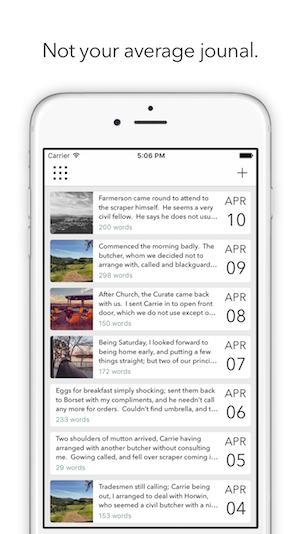 Not your average jounal.
Carrier
5:06 PM
+
Farmerson came round to attend to
the scraper himself.  He seems a very
civil fellow.  He says he does not usu…
200 words
APR
10
Commenced the morning badly.  The
butcher, whom we decided not to
arrange with, called and blackguard…
298 words
APR
09
After Church, the Curate came back
with us.  I sent Carrie in to open front
door, which we do not use except o…
150 words
APR
08
Being Saturday, I looked forward to
being home early, and putting a few
things straight; but two of our princi…
172 words
APR
07
Eggs for breakfast simply shocking; sent them back
to Borset with my compliments, and he needn't call
any more for orders.  Couldn't find umbrella, and t…
233 words
APR
06
Two shoulders of mutton arrived, Carrie having
arranged with another butcher without consulting
me.  Gowing called, and fell over scraper coming i…
29 words
APR
05
Tradesmen still calling; Carrie being
out, I arranged to deal with Horwin,
who seemed a civil butcher with a ni…
153 words
APR
04